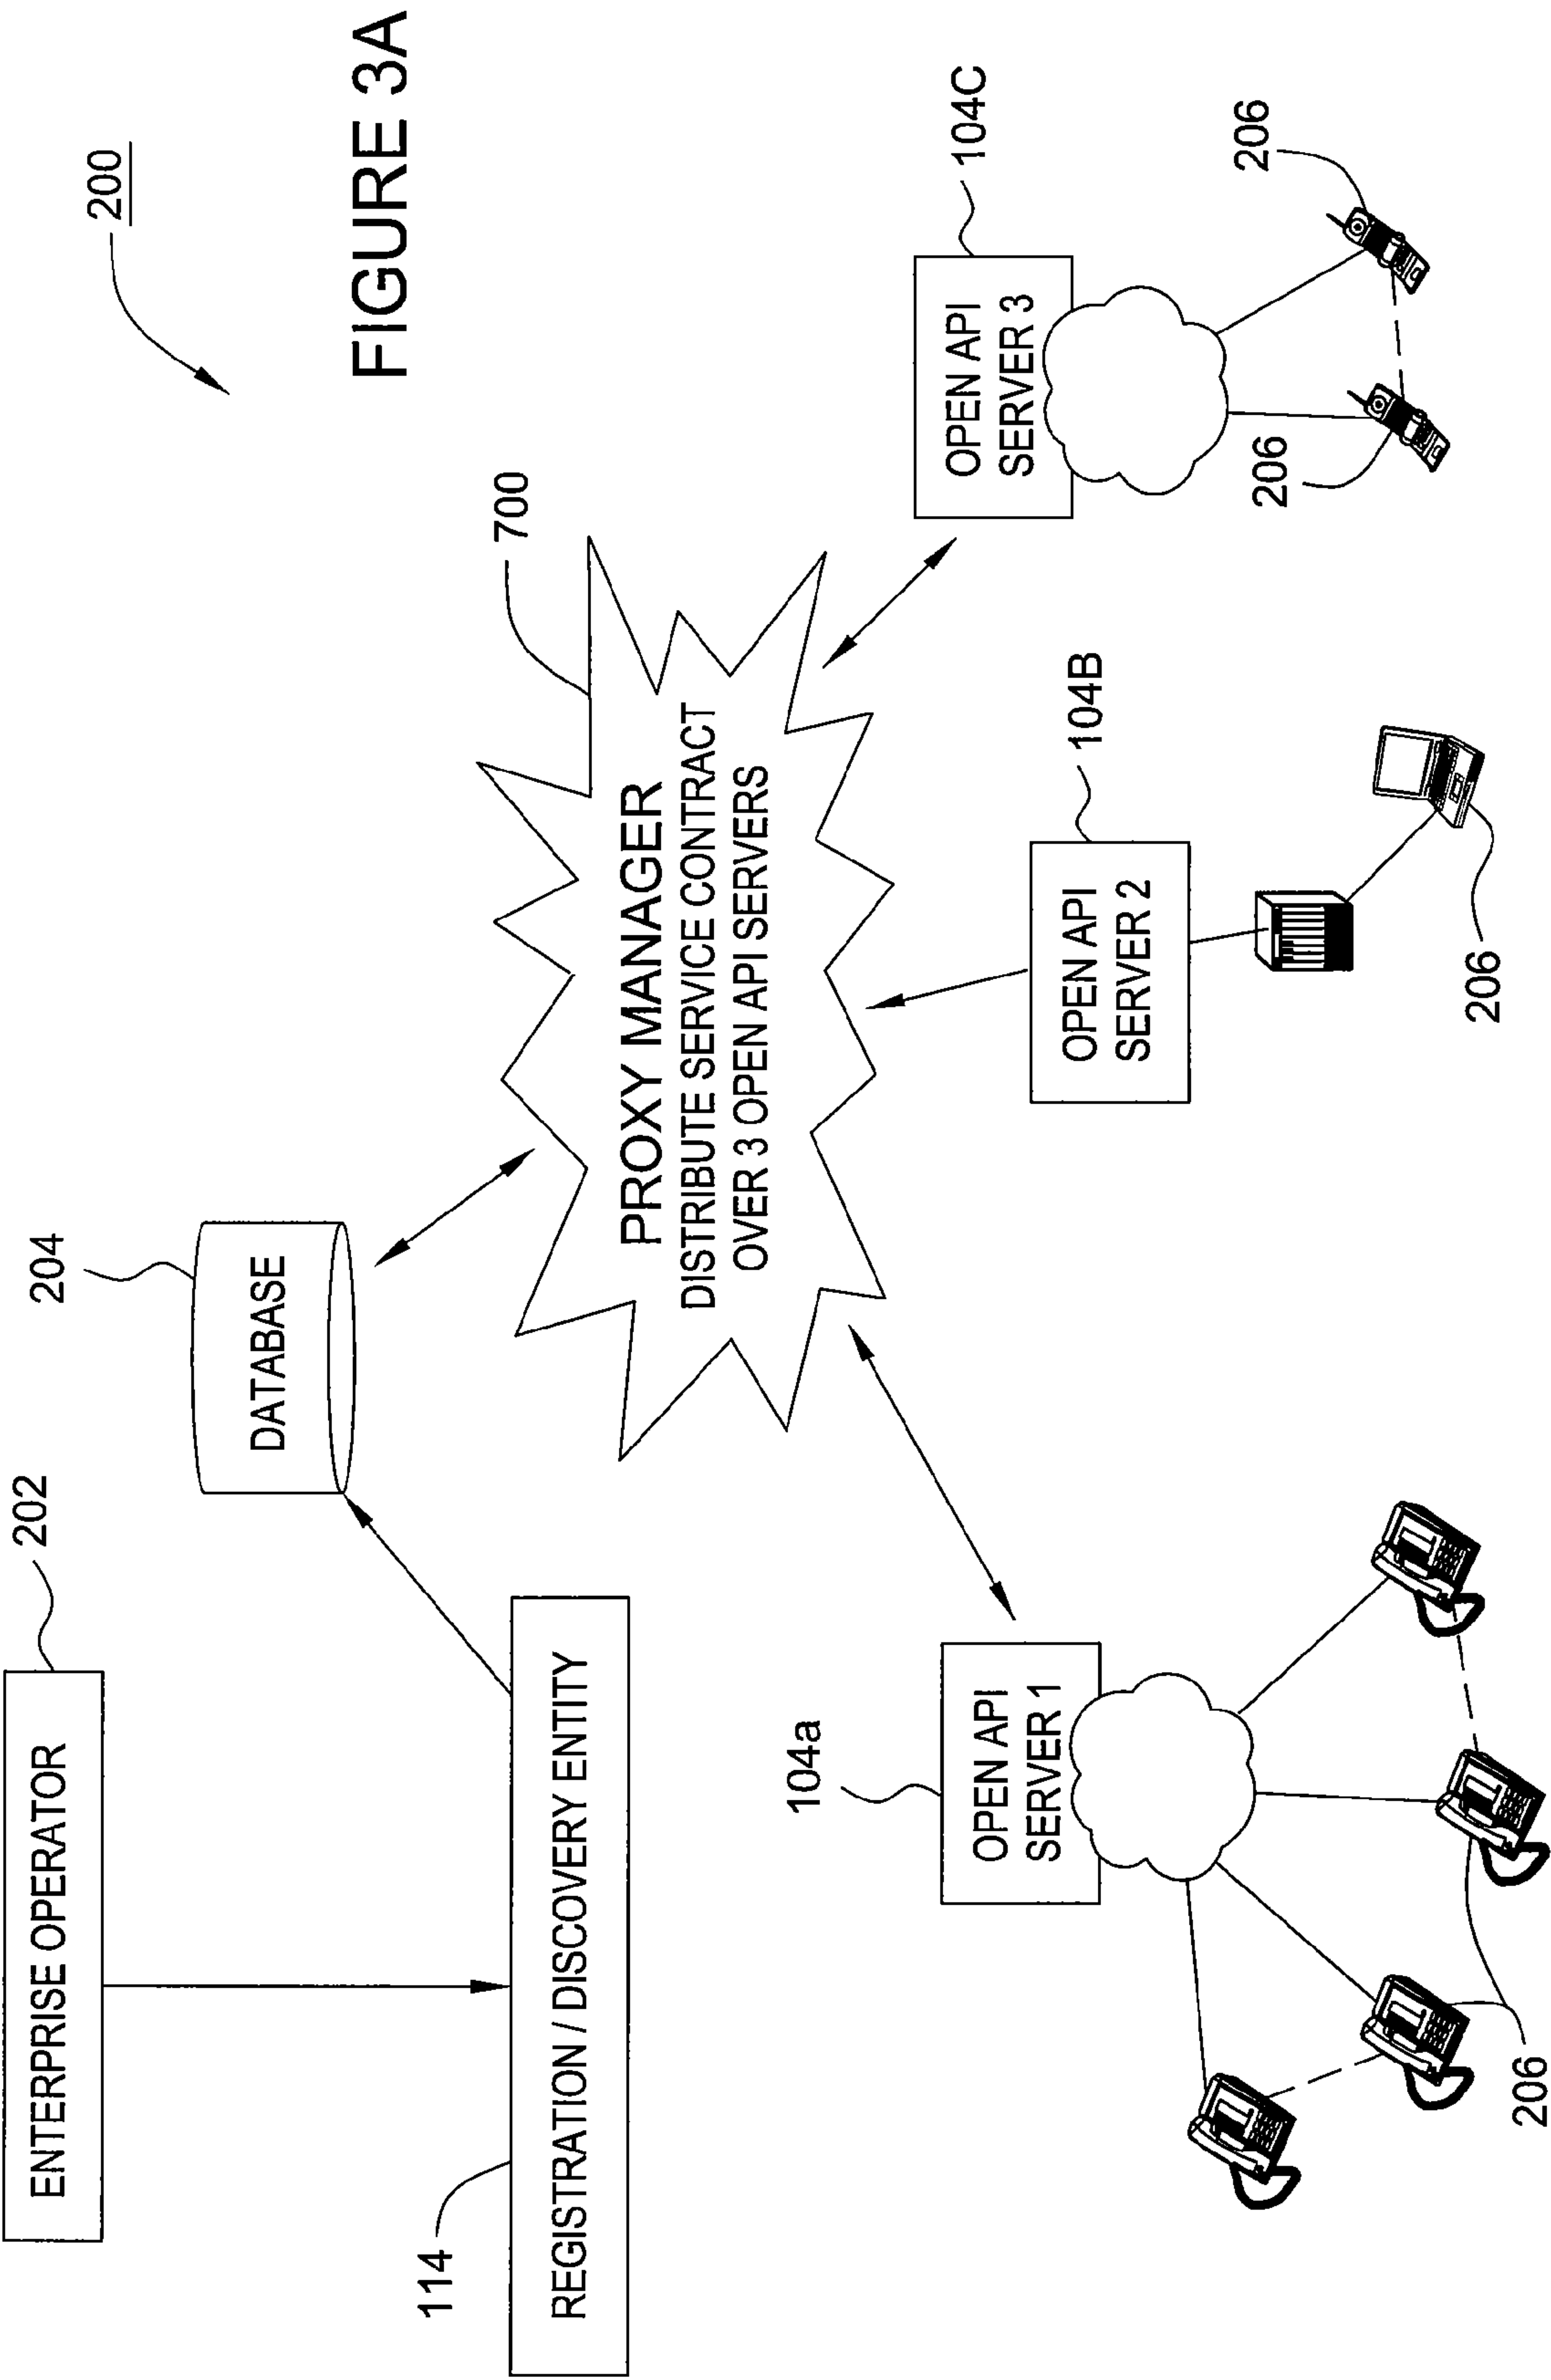 200
FIGURE 3A
202
ENTERPRISE OPERATOR
204
DATABASE
114
REGISTRATION / DISCOVERY ENTITY
700
PROXY MANAGER
DISTRIBUTE SERVICE CONTRACT
OVER 3 OPEN API SERVERS
104a
OPEN API
SERVER 1
206
104B
OPEN API
SERVER 2
206
104C
OPEN API
SERVER 3
206
206